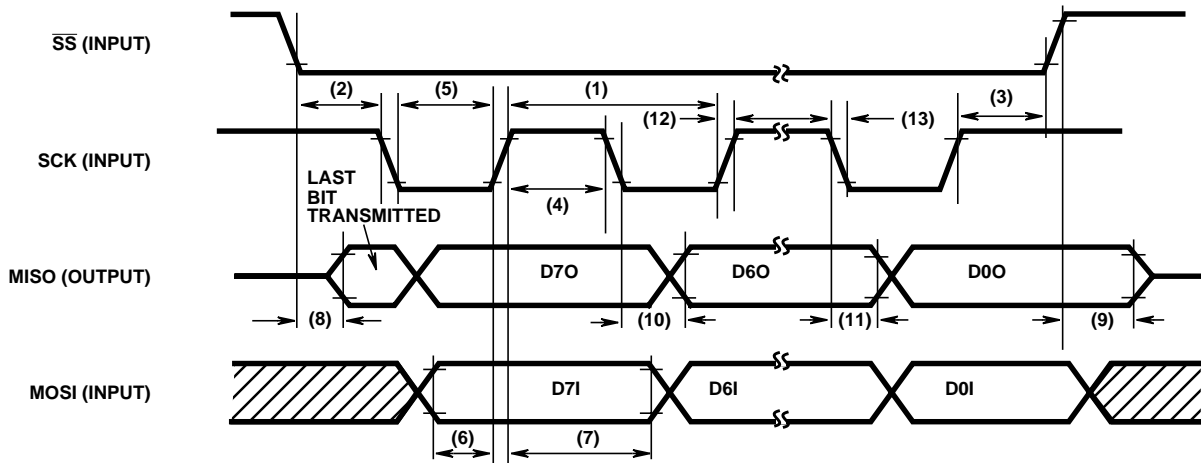 SS (INPUT)
(2)
(5)
(1)
(12)
(13)
(3)
SCK (INPUT)
LAST
BIT
TRANSMITTED
(4)
MISO (OUTPUT)
D7O
D6O
D0O
(8)
(10)
(11)
(9)
MOSI (INPUT)
D7I
D6I
D0I
(6)
(7)